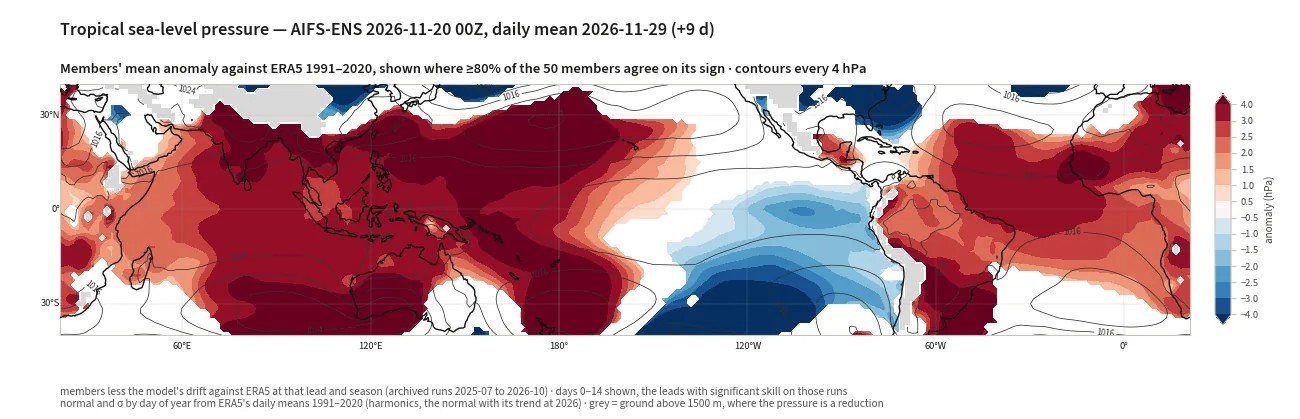 Tropical sea-level pressure — AIFS-ENS 2026-11-20 00Z, daily mean 2026-11-29 (+9 d)
Members' mean anomaly against ERA5 1991–2020, shown where ≥80% of the 50 members agree on its sign · contours every 4 hPa
1024
1016
1016
1016
1016
1016
1016
1016
30°N
0°
30°S
60°E
120°E
180°
120°W
60°W
0°
4.0
3.0
2.5
2.0
1.5
1.0
0.5
−0.5
−1.0
−1.5
−2.0
−2.5
−3.0
−4.0
anomaly (hPa)
members less the model's drift against ERA5 at that lead and season (archived runs 2025-07 to 2026-10) · days 0–14 shown, the leads with significant skill on those runs
normal and σ by day of year from ERA5's daily means 1991–2020 (harmonics, the normal with its trend at 2026) · grey = ground above 1500 m, where the pressure is a reduction